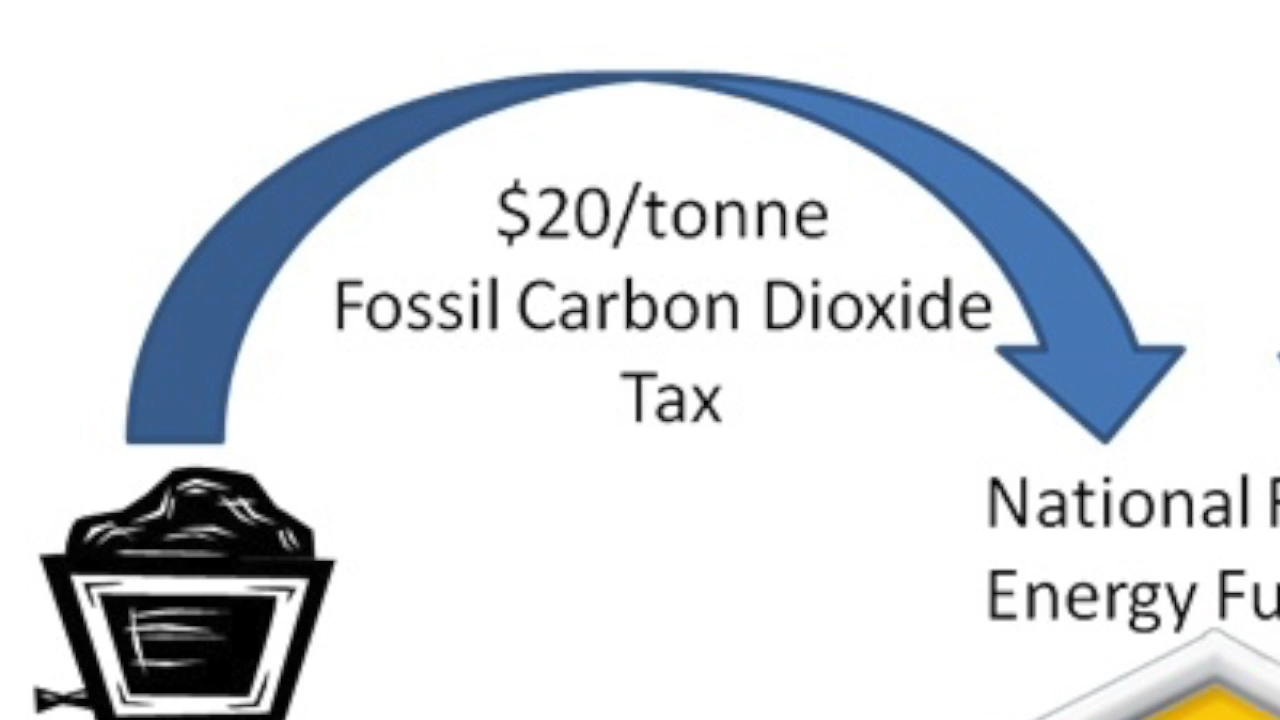 $20/tonne
Fossil Carbon Dioxide
Tax
National
Energy